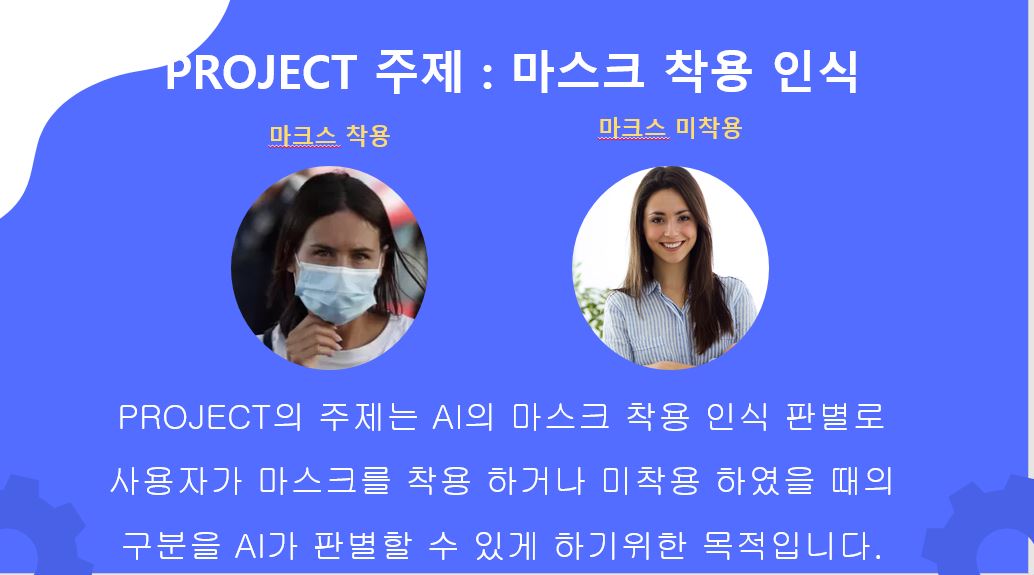 PROJECT 주제 : 마스크 착용 인식
마크스 착용
마크스 미착용
PROJECT의 주제는 AI의 마스크 착용 인식 판별로
사용자가 마스크를 착용 하거나 미착용 하였을 때의
구분을 AI가 판별할 수 있게 하기위한 목적입니다.